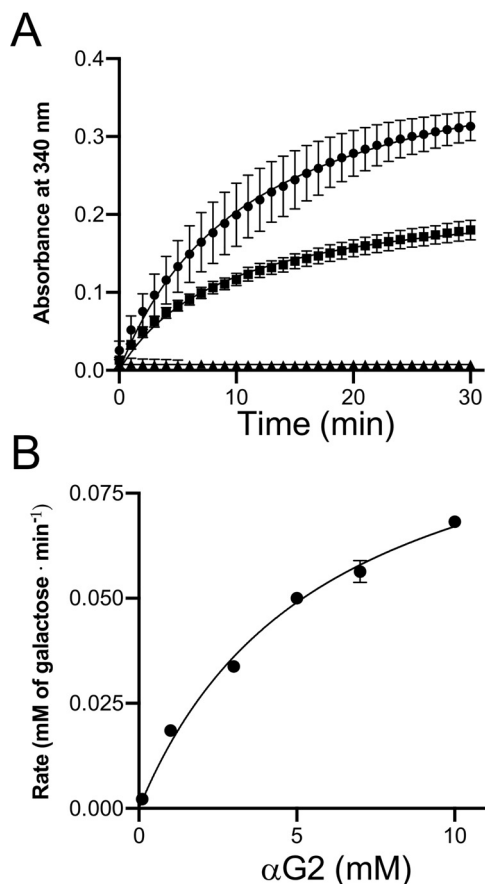 A
Absorbance at 340 nm
0.4
0.3
0.2
0.1
0.0
0 10 20 30
Time (min)
B
Rate (mM of galactose · min⁻¹)
0.075
0.050
0.025
0.000
0 5 10
αG2 (mM)